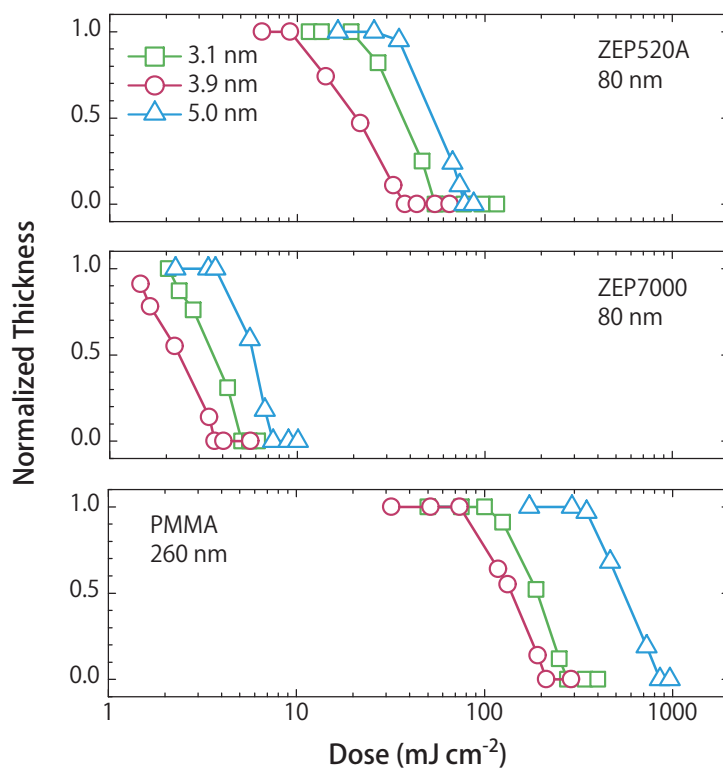 1.0
0.5
0.0
3.1 nm
3.9 nm
5.0 nm
ZEP520A
80 nm
1.0
0.5
0.0
ZEP7000
80 nm
Normalized Thickness
1.0
0.5
0.0
PMMA
260 nm
1 10 100 1000
Dose (mJ cm-2)